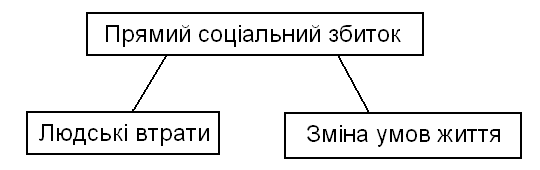 Прямий соціальний збиток
Людські втрати
Зміна умов життя